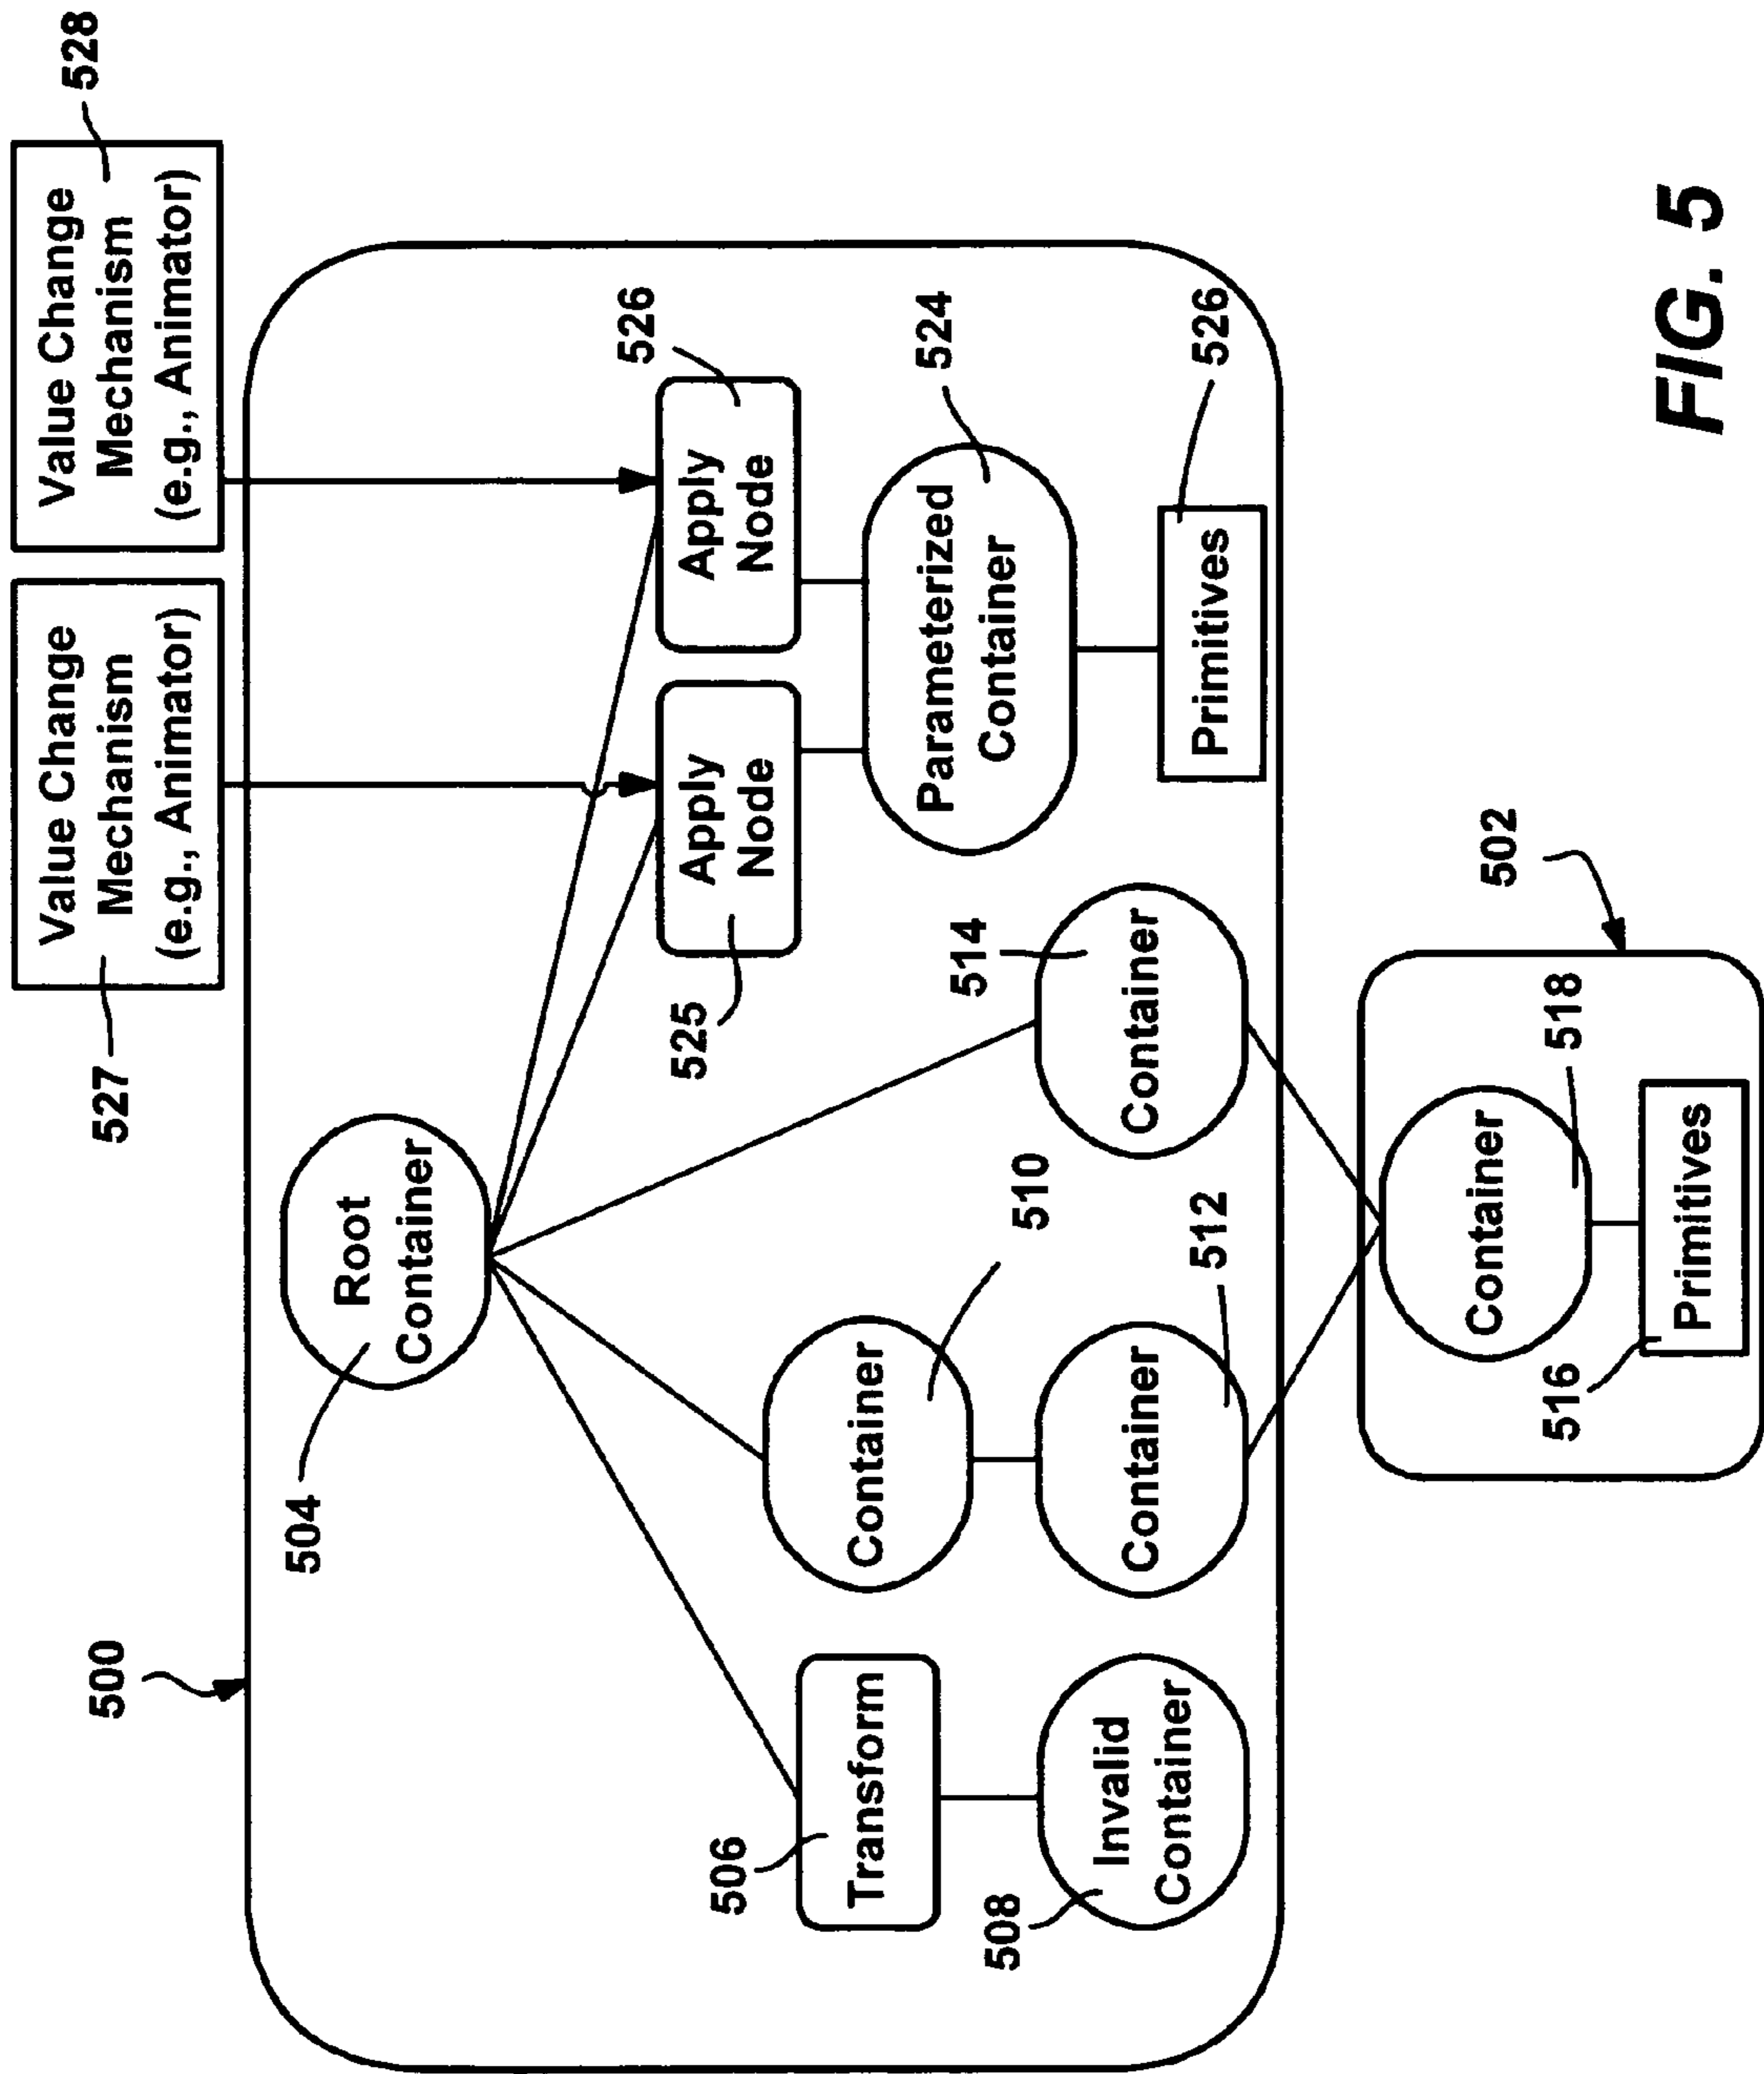 Value Change
Mechanism
(e.g., Animator)
527
Value Change
Mechanism
(e.g., Animator)
528
500
504
Root
Container
506
Transform
508
Invalid
Container
Container
510
Container
512
514
Container
525
Apply
Node
526
Apply
Node
524
Parameterized
Container
526
Primitives
502
Container
518
516
Primitives
FIG. 5